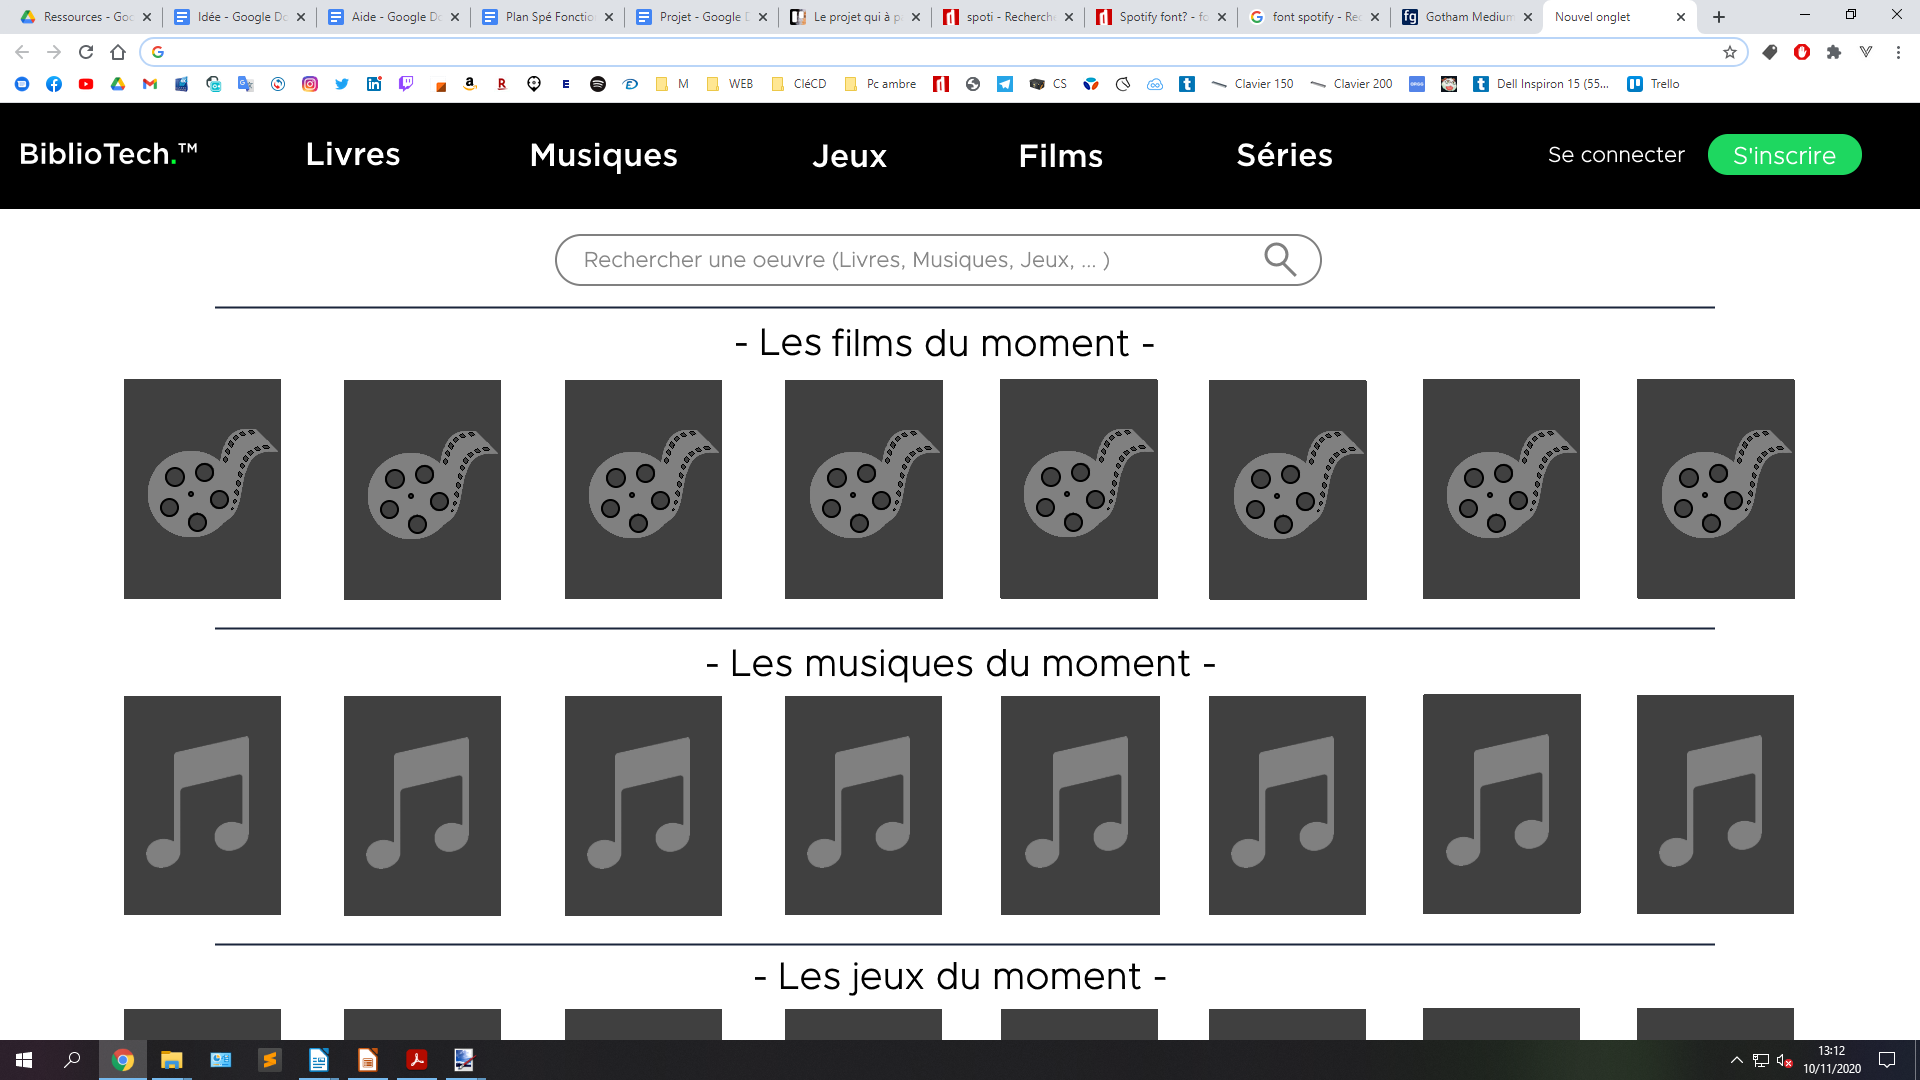 Ressources - Goo
Idée - Google Do
Aide - Google Do
Plan Spé Fonction
Projet - Google D
Le projet qui à p
spoti - Recherche
Spotify font? - fo
font spotify - Rec
Gotham Medium
Nouvel onglet
M
WEB
CléCD
Pc ambre
CS
Clavier 150
Clavier 200
Dell Inspiron 15 (55...
Trello
BiblioTech.™
Livres
Musiques
Jeux
Films
Séries
Se connecter
S'inscrire
Rechercher une oeuvre (Livres, Musiques, Jeux, ... )
- Les films du moment -
- Les musiques du moment -
- Les jeux du moment -
13:12
10/11/2020